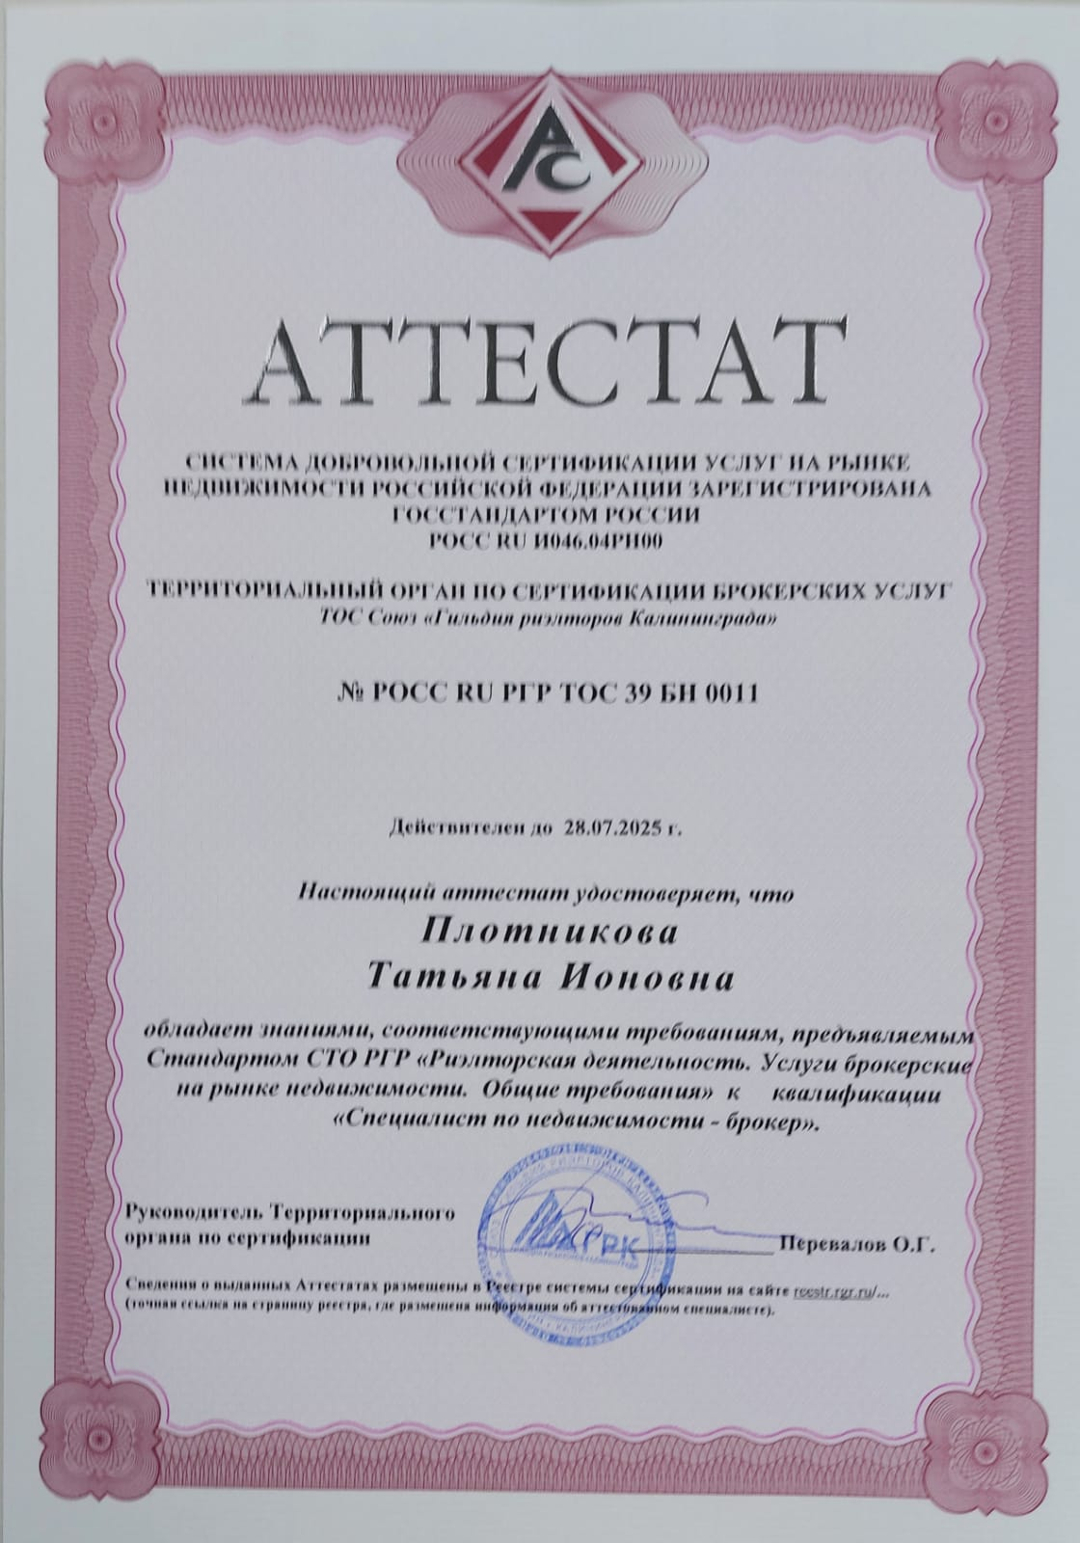 АС
АТТЕСТАТ
СИСТЕМА ДОБРОВОЛЬНОЙ СЕРТИФИКАЦИИ УСЛУГ НА РЫНКЕ
НЕДВИЖИМОСТИ РОССИЙСКОЙ ФЕДЕРАЦИИ ЗАРЕГИСТРИРОВАНА
ГОССТАНДАРТОМ РОССИИ
РОСС RU И046.04РН00
ТЕРРИТОРИАЛЬНЫЙ ОРГАН ПО СЕРТИФИКАЦИИ БРОКЕРСКИХ УСЛУГ
ТОС Союз «Гильдия риэлторов Калининграда»
№ РОСС RU РГР ТОС 39 БН 0011
Действителен до 28.07.2025 г.
Настоящий аттестат удостоверяет, что
Плотникова
Татьяна Ионовна
обладает знаниями, соответствующими требованиям, предъявляемым
Стандартом СТО РГР «Риэлторская деятельность. Услуги брокерские
на рынке недвижимости. Общие требования» к квалификации
«Специалист по недвижимости - брокер».
Руководитель Территориального
органа по сертификации
ГРК
Перевалов О.Г.
Сведения о выданных Аттестатах размещены в Реестре системы сертификации на сайте reestr.rgr.ru/...
(точная ссылка на страницу реестра, где размещена информация об аттестованном специалисте).